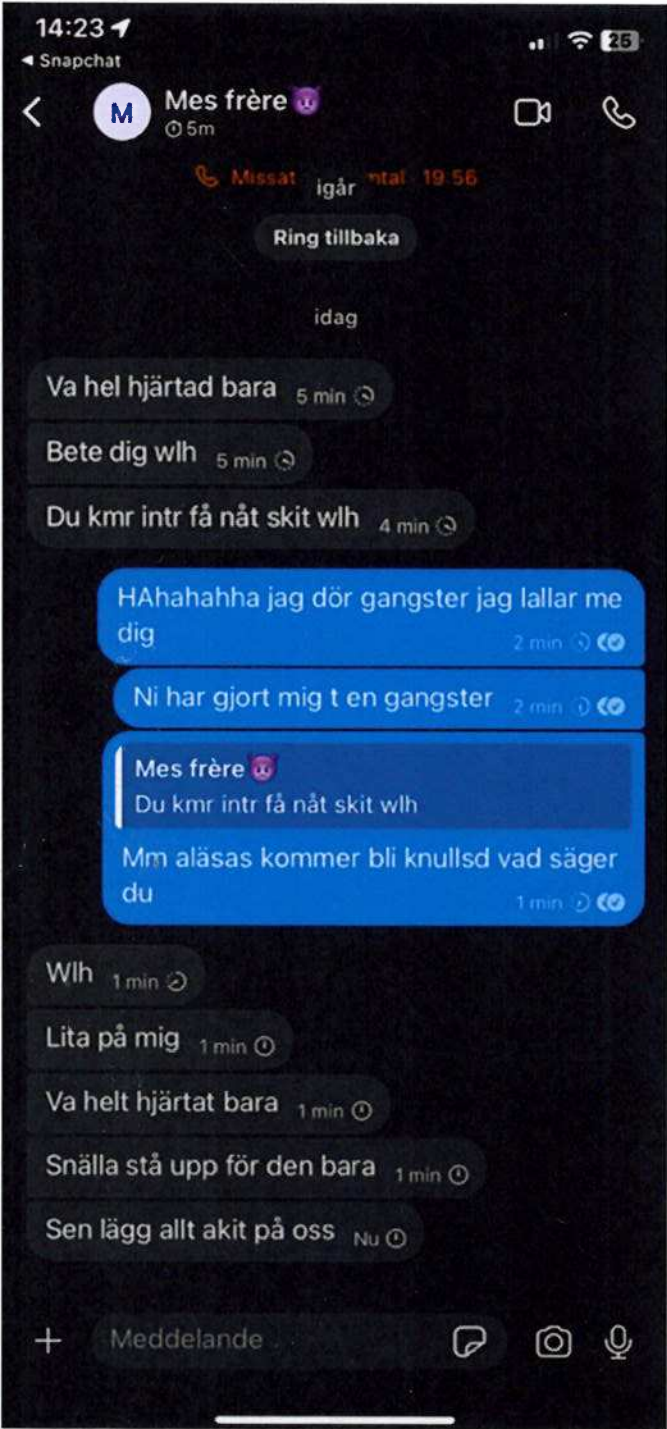 14:23
◀ Snapchat
25
M
Mes frère😈
5m
Missat ntal 19:56
igår
Ring tillbaka
idag
Va hel hjärtad bara 5 min
Bete dig wlh 5 min
Du kmr intr få nåt skit wlh 4 min
HAhahahha jag dör gangster jag lallar me
dig 2 min
Ni har gjort mig t en gangster 2 min
Mes frère😈
Du kmr intr få nåt skit wlh
Mm aläsas kommer bli knullsd vad säger
du 1 min
Wlh 1 min
Lita på mig 1 min
Va helt hjärtat bara 1 min
Snälla stå upp för den bara 1 min
Sen lägg allt akit på oss Nu
Meddelande